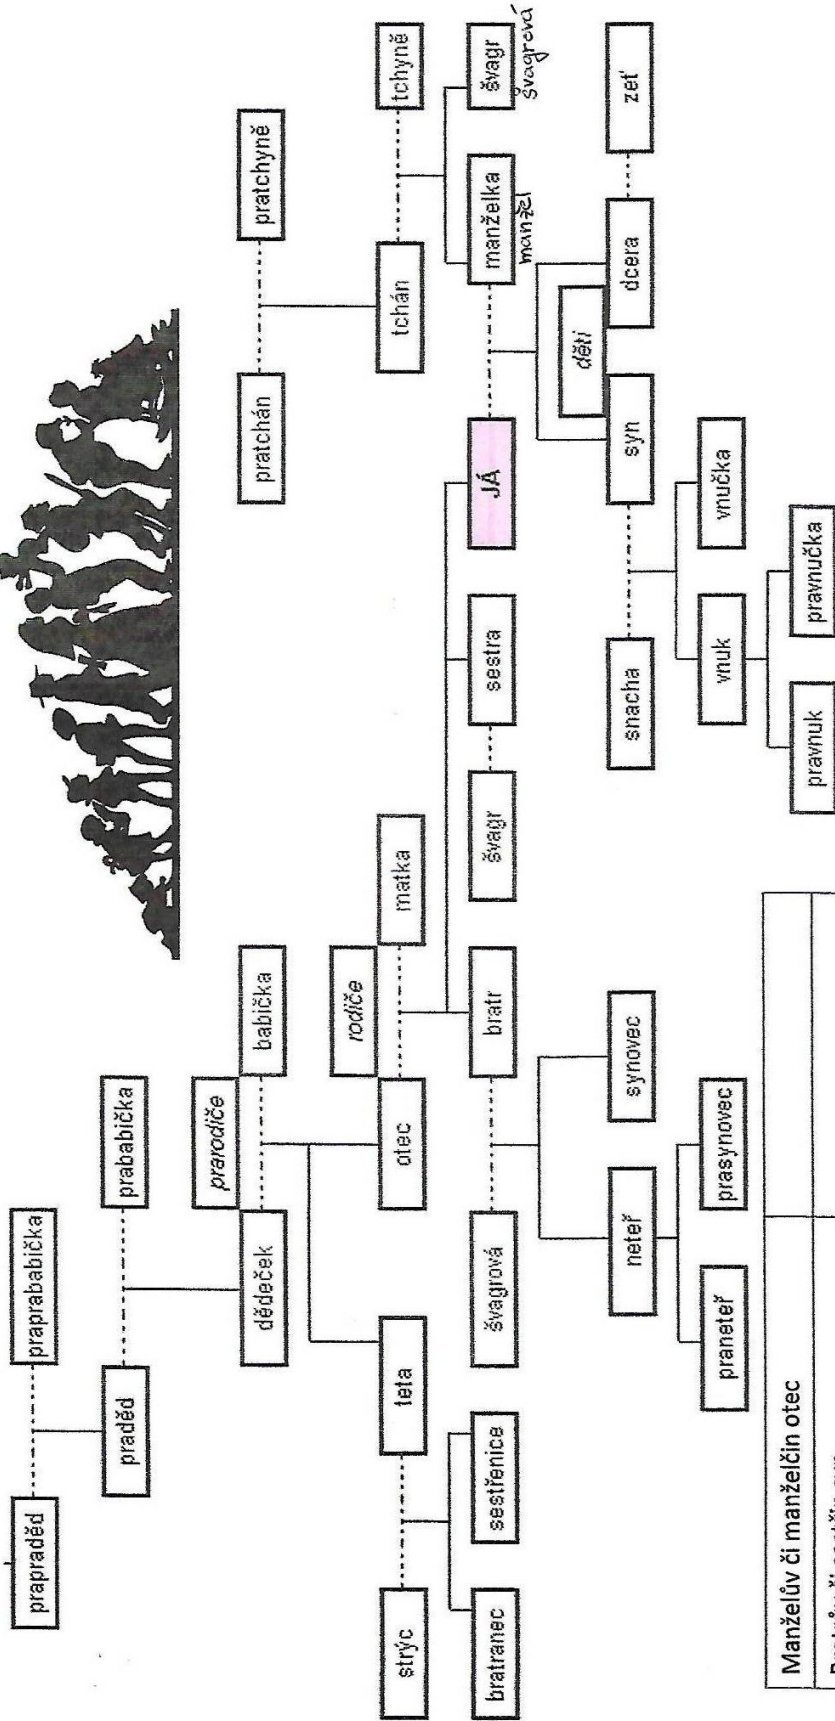 prapraděd praprababička
praděd prababička
prarodiče
dědeček babička pratchán pratchyně
rodiče
strýc teta otec matka tchán tchyně
bratranec sestřenice švagrová bratr švagr sestra JÁ manželka švagr
manžel švagrová
děti
neteř synovec snacha syn dcera zeť
praneteř prasynovec vnuk vnučka
pravnuk pravnučka
Manželův či manželčin otec